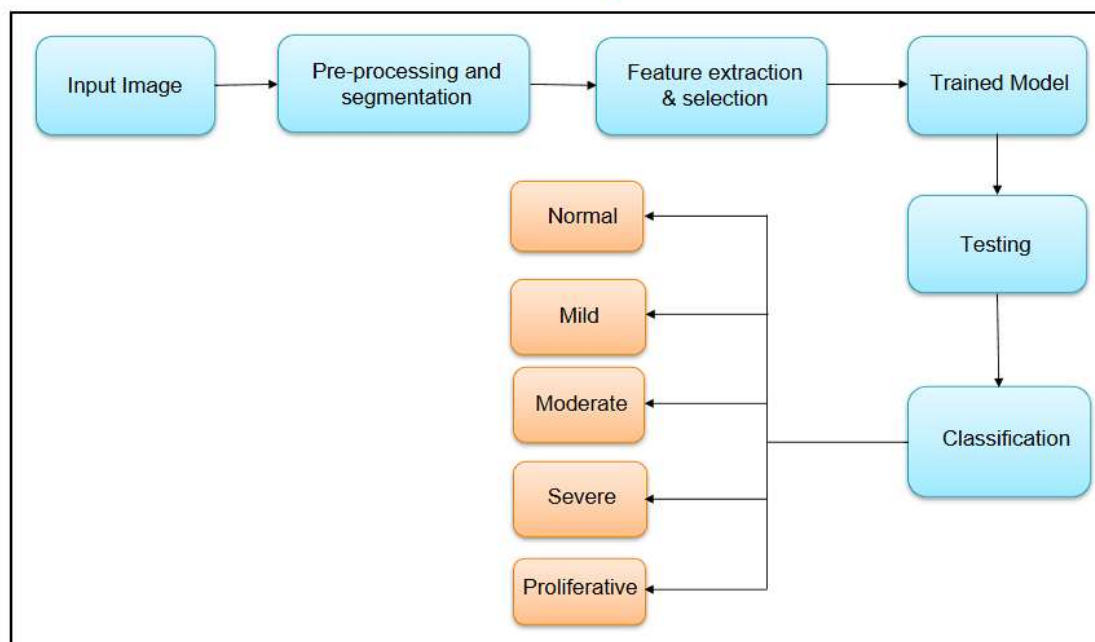 Input Image
Pre-processing and
segmentation
Feature extraction
& selection
Trained Model
Testing
Classification
Normal
Mild
Moderate
Severe
Proliferative